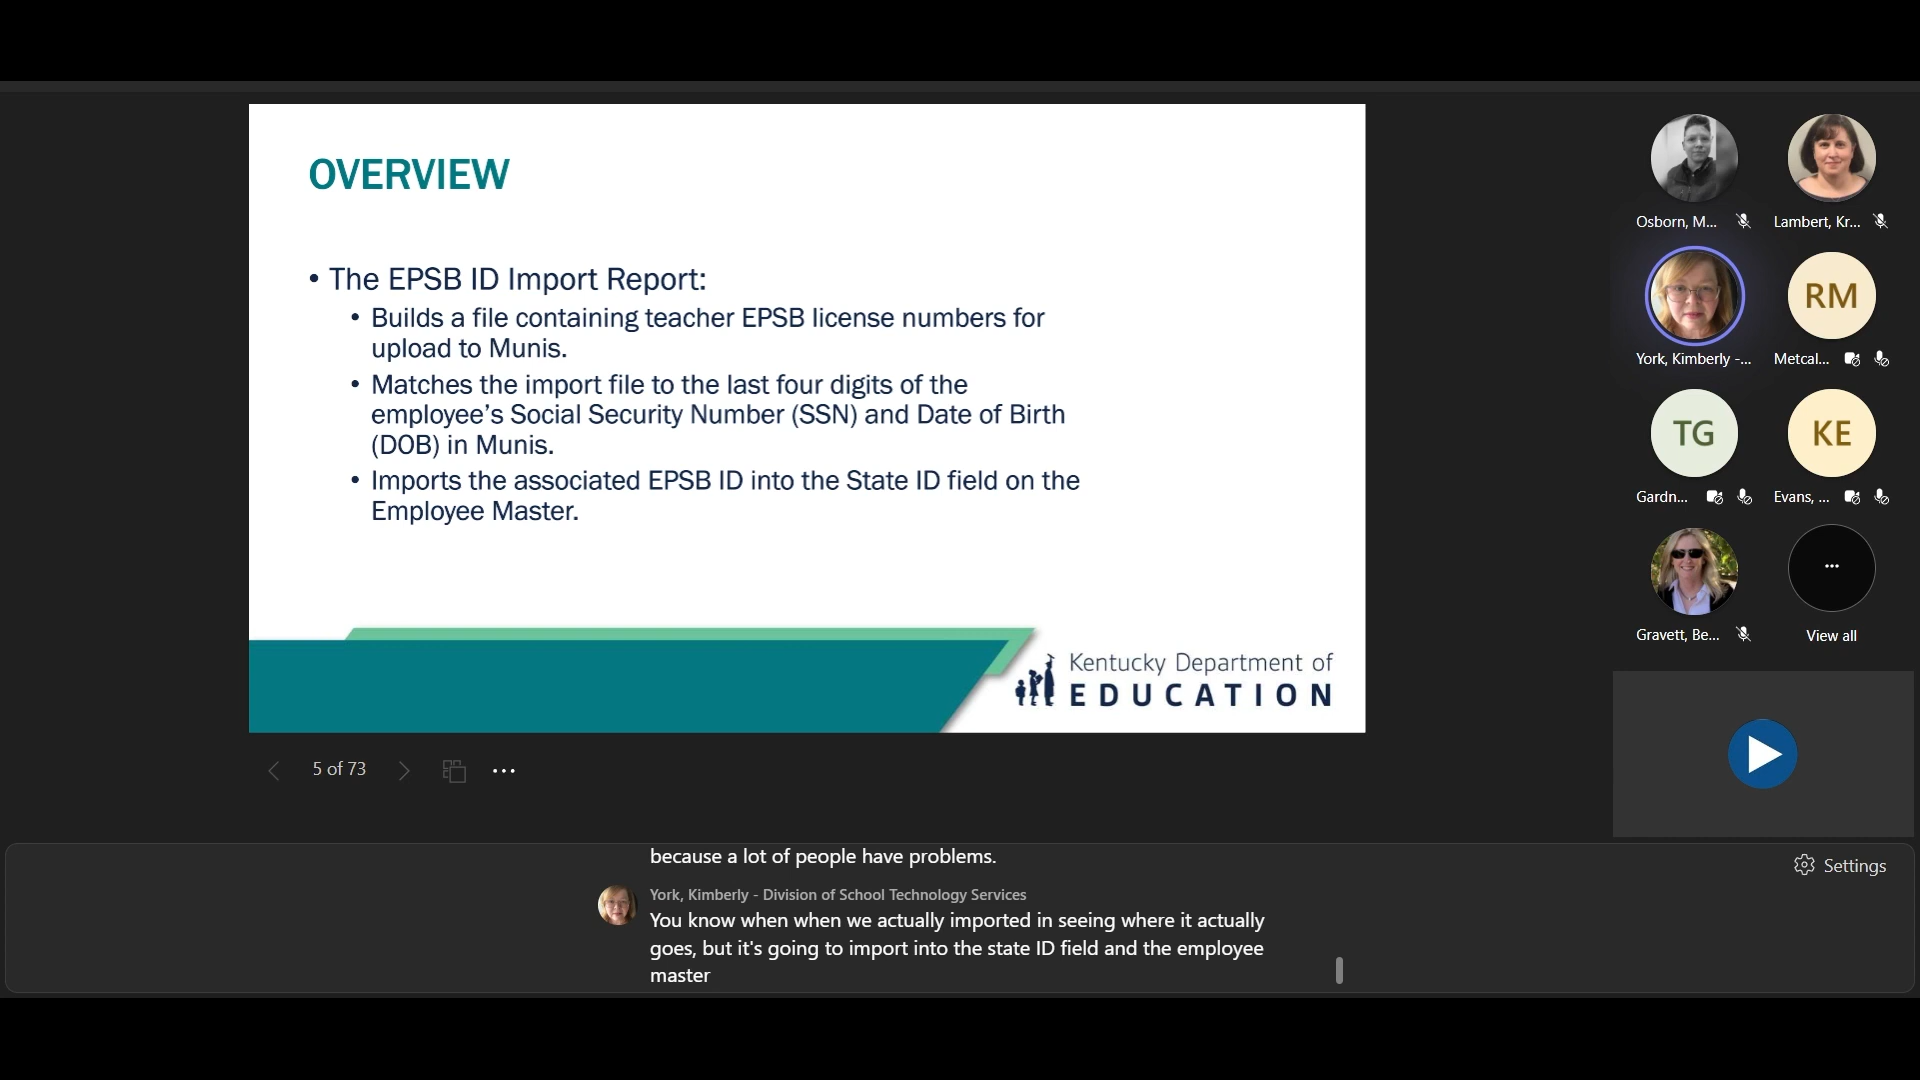 OVERVIEW
• The EPSB ID Import Report:
• Builds a file containing teacher EPSB license numbers for
upload to Munis.
• Matches the import file to the last four digits of the
employee’s Social Security Number (SSN) and Date of Birth
(DOB) in Munis.
• Imports the associated EPSB ID into the State ID field on the
Employee Master.
Kentucky Department of
EDUCATION
5 of 73
Osborn, M...
Lambert, Kr...
York, Kimberly -...
RM
Metcal...
TG
Gardn...
KE
Evans, ...
Gravett, Be...
View all
because a lot of people have problems.
Settings
York, Kimberly - Division of School Technology Services
You know when when we actually imported in seeing where it actually
goes, but it's going to import into the state ID field and the employee
master